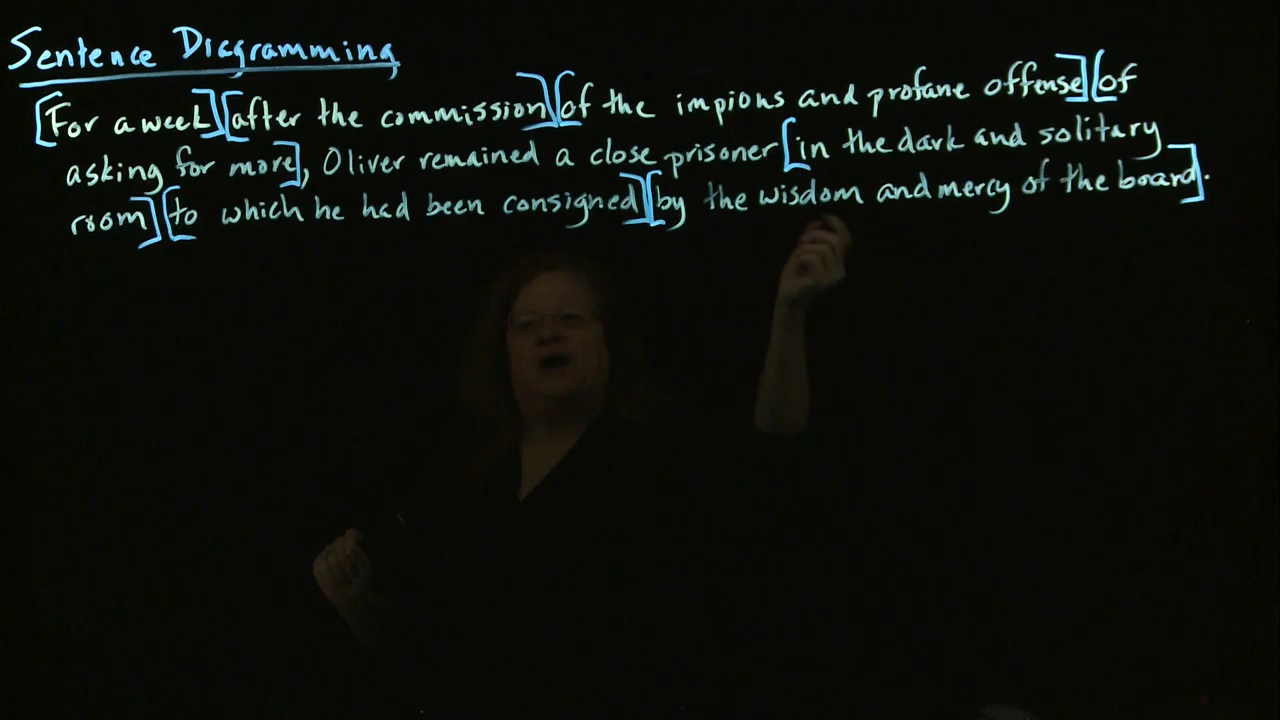 Sentence Diagramming
[For a week][after the commission][of the impious and profane offense][of
asking for more], Oliver remained a close prisoner [in the dark and solitary
room][to which he had been consigned][by the wisdom and mercy of the board].